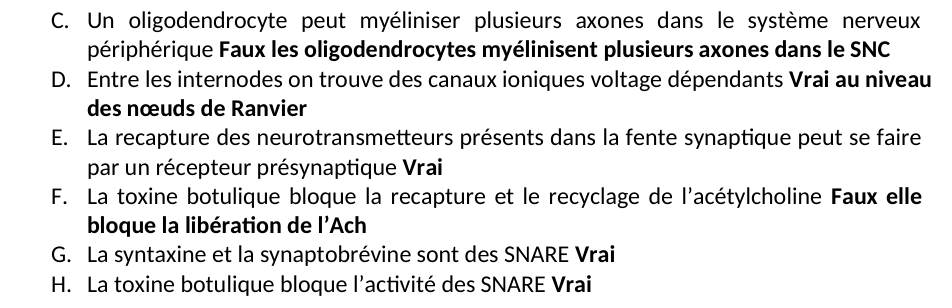 C. Un oligodendrocyte peut myéliniser plusieurs axones dans le système nerveux
périphérique Faux les oligodendrocytes myélinisent plusieurs axones dans le SNC
D. Entre les internodes on trouve des canaux ioniques voltage dépendants Vrai au niveau
des nœuds de Ranvier
E. La recapture des neurotransmetteurs présents dans la fente synaptique peut se faire
par un récepteur présynaptique Vrai
F. La toxine botulique bloque la recapture et le recyclage de l’acétylcholine Faux elle
bloque la libération de l’Ach
G. La syntaxine et la synaptobrévine sont des SNARE Vrai
H. La toxine botulique bloque l’activité des SNARE Vrai